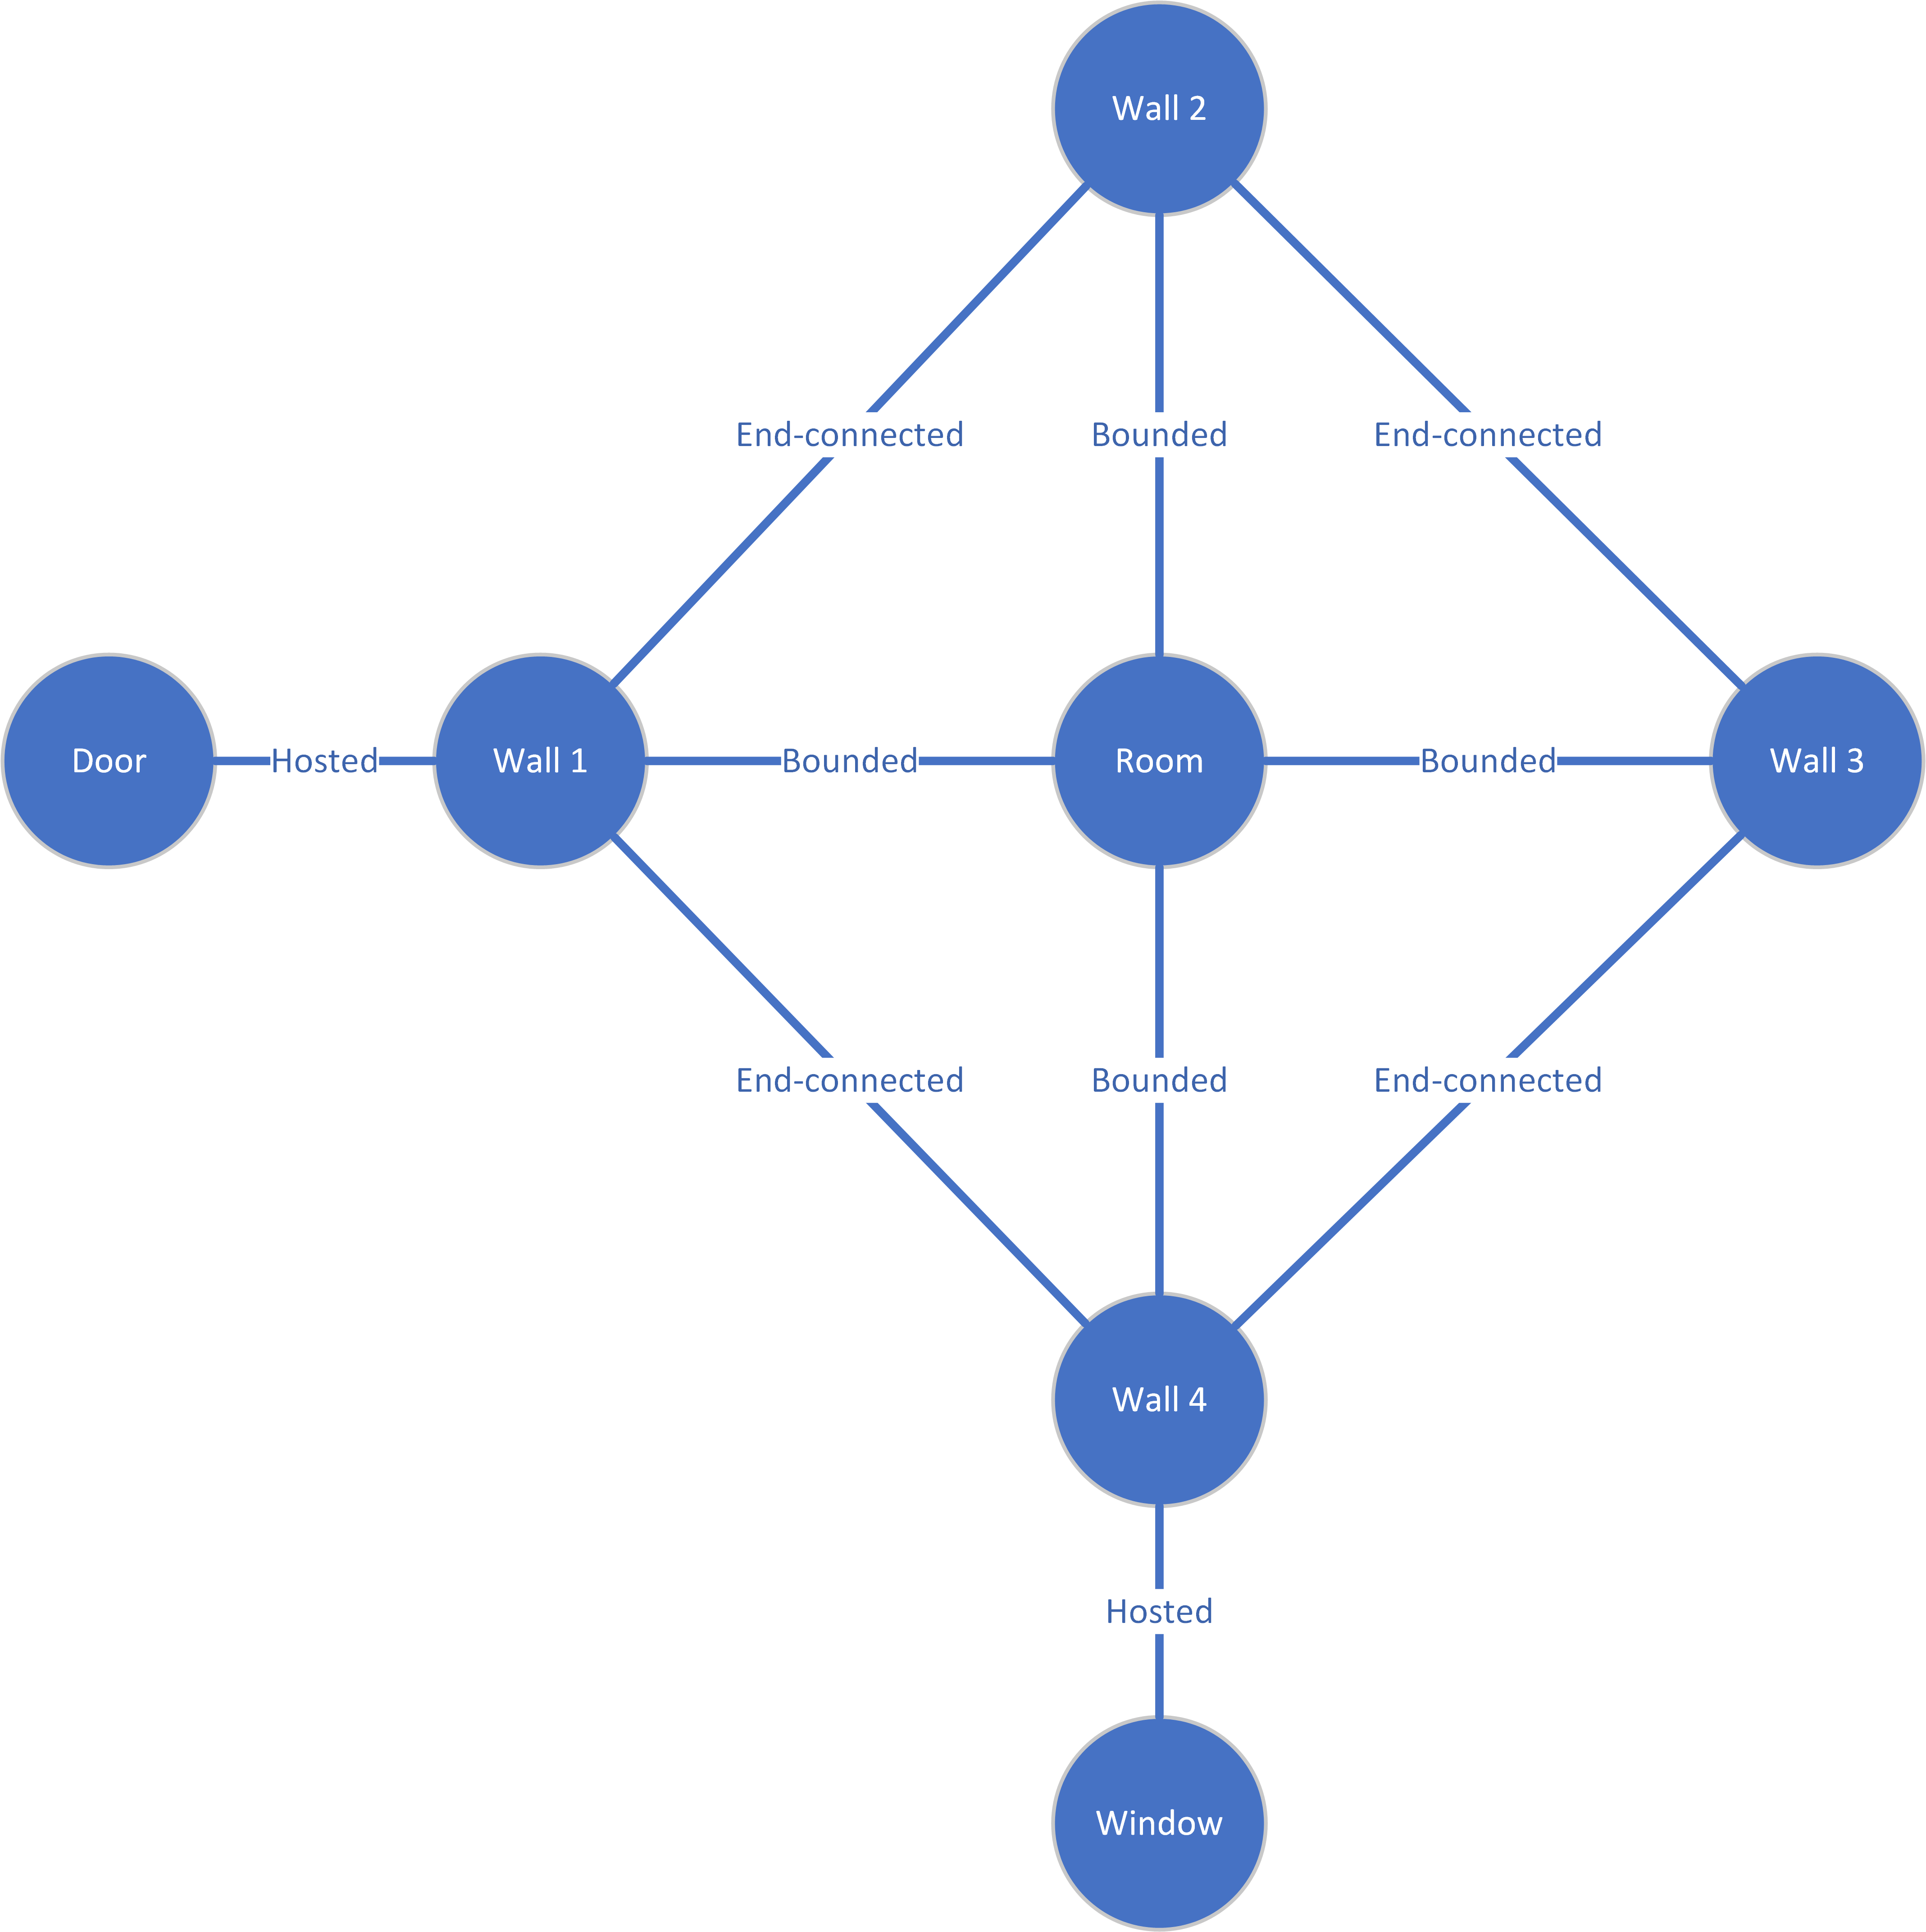 Wall 2
End-connected
Bounded
End-connected
Door
Hosted
Wall 1
Bounded
Room
Bounded
Wall 3
End-connected
Bounded
End-connected
Wall 4
Hosted
Window